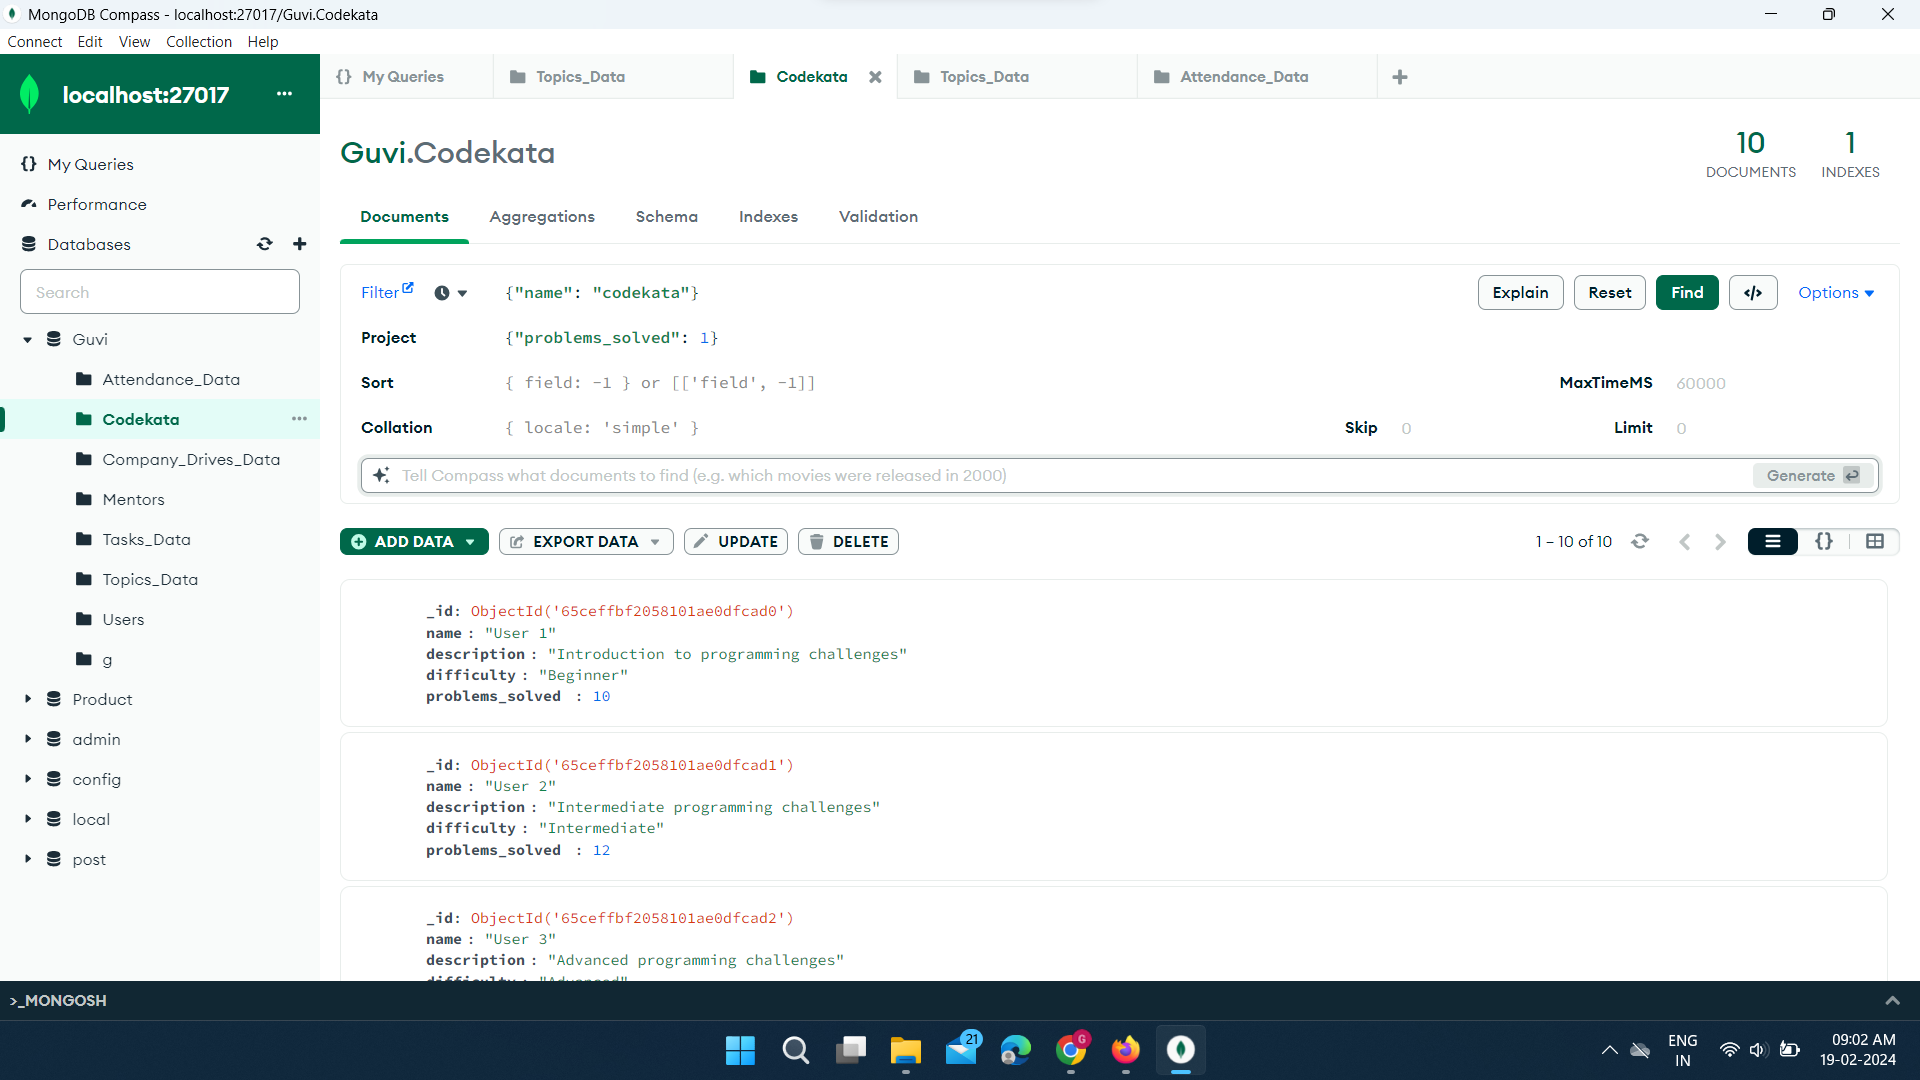 MongoDB Compass - localhost:27017/Guvi.Codekata
Connect Edit View Collection Help
localhost:27017 ...
{} My Queries
Performance
Databases
Search
Guvi
Attendance_Data
Codekata
Company_Drives_Data
Mentors
Tasks_Data
Topics_Data
Users
g
Product
admin
config
local
post
{} My Queries Topics_Data Codekata Topics_Data Attendance_Data
Guvi.Codekata
10 DOCUMENTS
1 INDEXES
Documents Aggregations Schema Indexes Validation
Filter {"name": "codekata"} Explain Reset Find </> Options
Project {"problems_solved": 1}
Sort { field: -1 } or [['field', -1]] MaxTimeMS 60000
Collation { locale: 'simple' } Skip 0 Limit 0
Tell Compass what documents to find (e.g. which movies were released in 2000) Generate
ADD DATA EXPORT DATA UPDATE DELETE 1 – 10 of 10 {}
_id: ObjectId('65ceffbf2058101ae0dfcad0')
name : "User 1"
description : "Introduction to programming challenges"
difficulty : "Beginner"
problems_solved : 10
_id: ObjectId('65ceffbf2058101ae0dfcad1')
name : "User 2"
description : "Intermediate programming challenges"
difficulty : "Intermediate"
problems_solved : 12
_id: ObjectId('65ceffbf2058101ae0dfcad2')
name : "User 3"
description : "Advanced programming challenges"
difficulty : "Advanced"
>_MONGOSH
21
G
ENG
IN
09:02 AM
19-02-2024